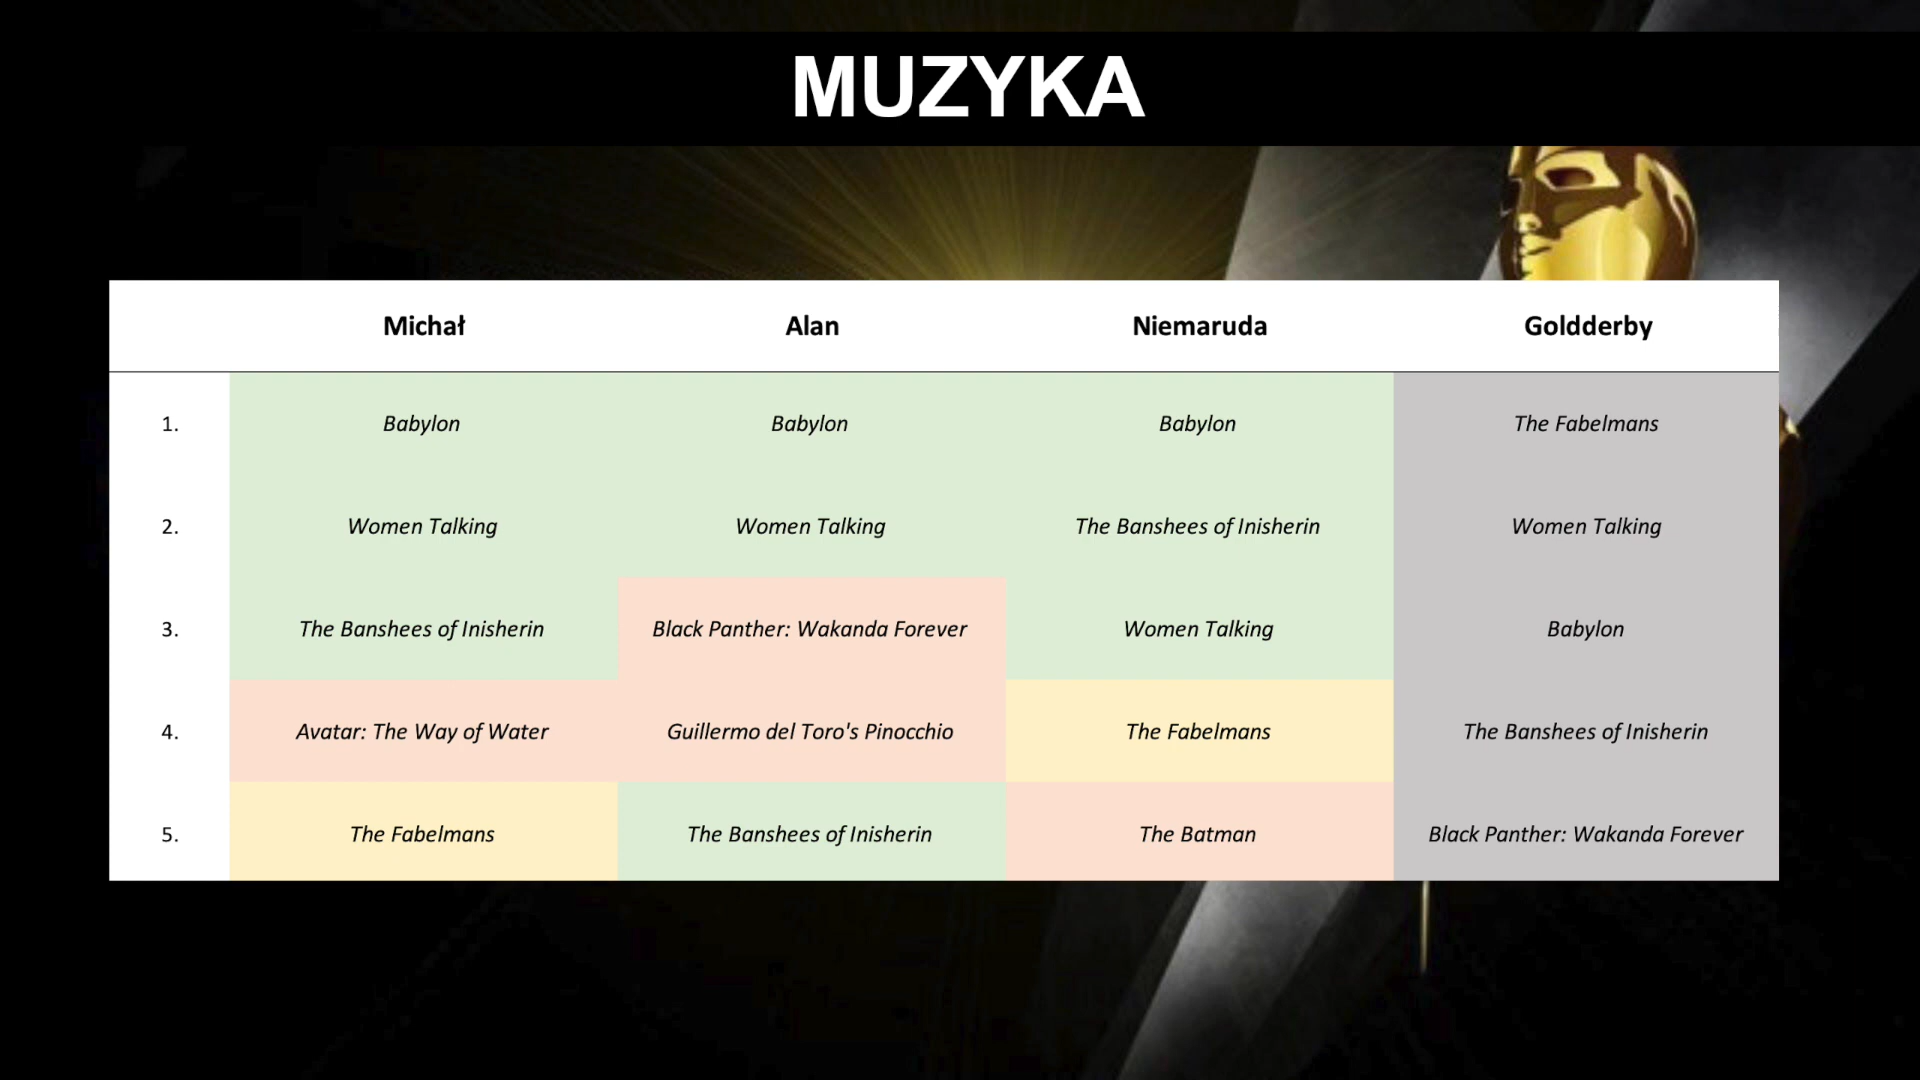 MUZYKA
Michał Alan Niemaruda Goldderby
1. Babylon Babylon Babylon The Fabelmans
2. Women Talking Women Talking The Banshees of Inisherin Women Talking
3. The Banshees of Inisherin Black Panther: Wakanda Forever Women Talking Babylon
4. Avatar: The Way of Water Guillermo del Toro's Pinocchio The Fabelmans The Banshees of Inisherin
5. The Fabelmans The Banshees of Inisherin The Batman Black Panther: Wakanda Forever